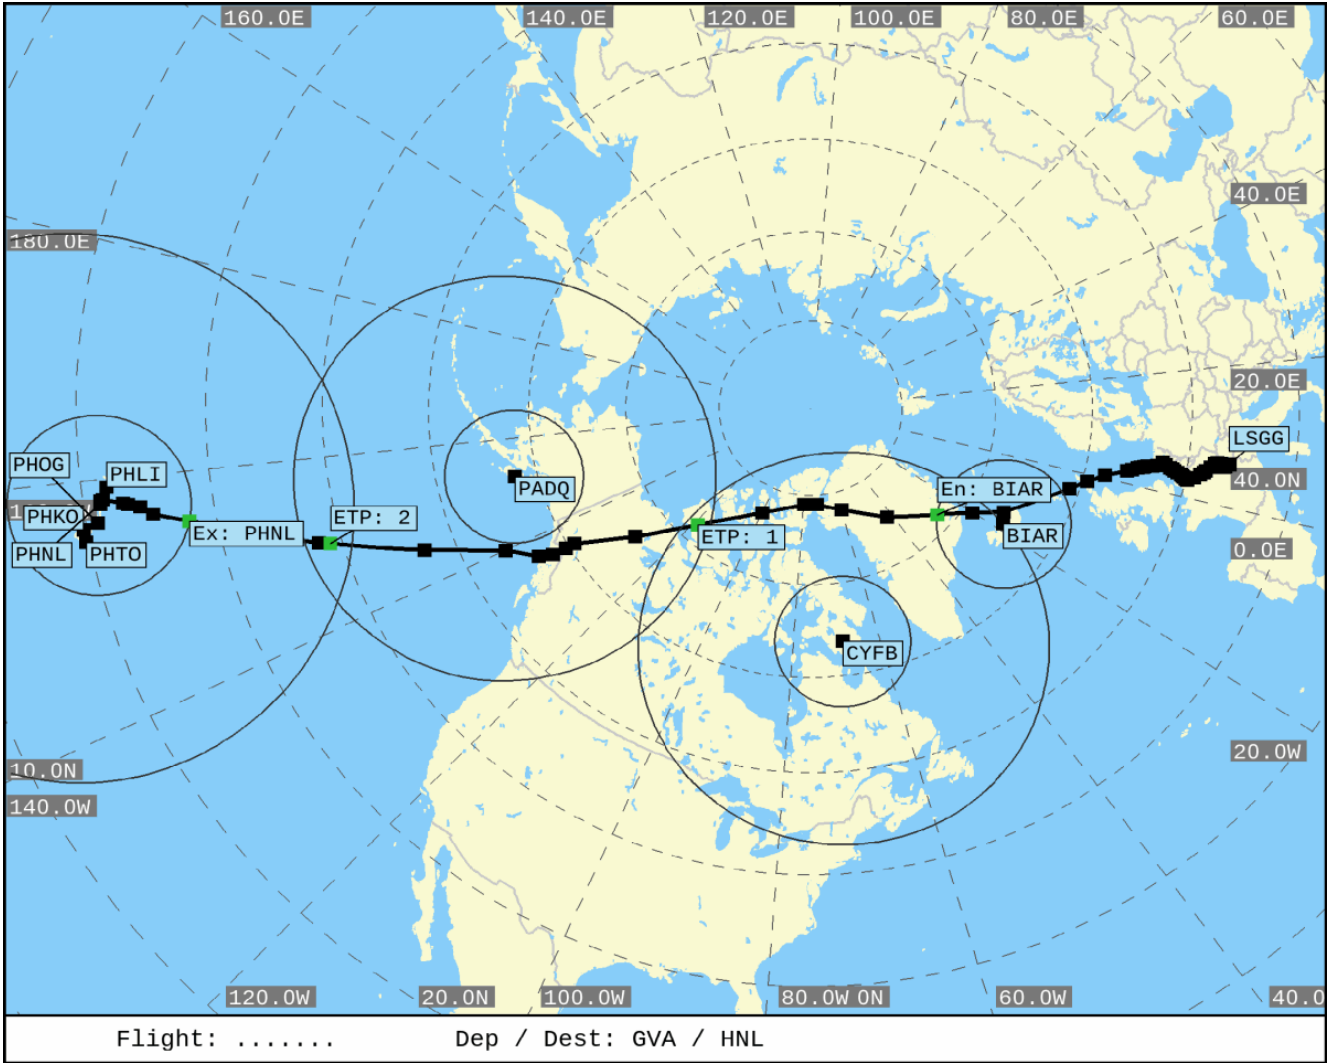 160.0E
140.0E
120.0E
100.0E
80.0E
60.0E
40.0E
180.0E
20.0E
LSGG
PHOG
PHLI
40.0N
PADQ
En: BIAR
PHKO
ETP: 2
Ex: PHNL
ETP: 1
BIAR
PHNL
PHTO
0.0E
CYFB
20.0W
10.0N
140.0W
120.0W
20.0N
100.0W
80.0W
0N
60.0W
40.0
Flight: ....... Dep / Dest: GVA / HNL